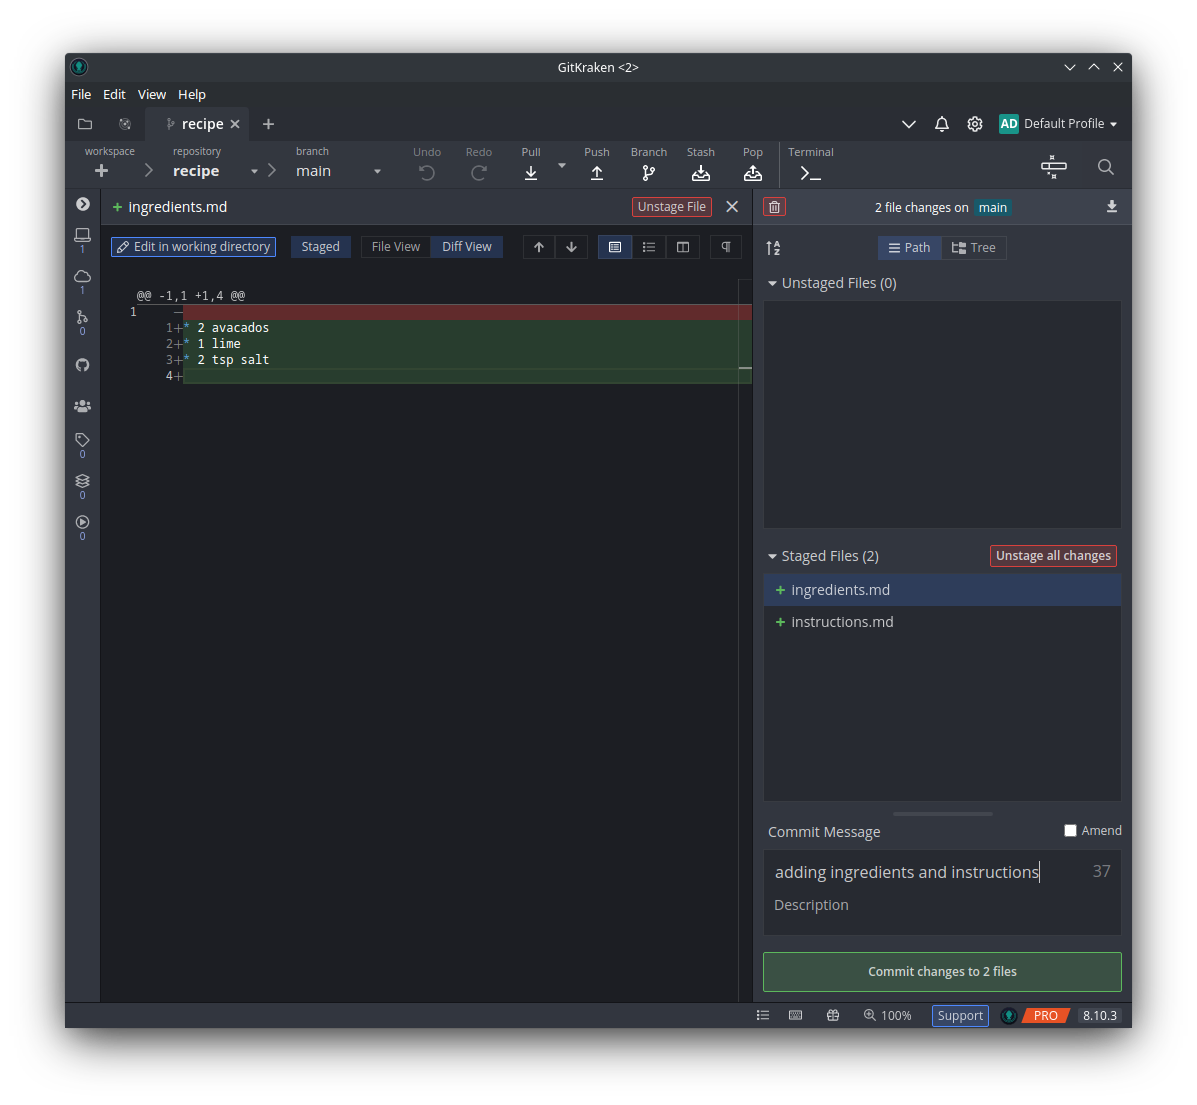 GitKraken <2>
File Edit View Help
recipe
AD Default Profile
workspace
repository
recipe
branch
main
Undo Redo Pull Push Branch Stash Pop Terminal
+ ingredients.md
Unstage File
2 file changes on main
Edit in working directory
Staged
File View
Diff View
Path
Tree
1
1
0
0
0
0
@@ -1,1 +1,4 @@
1 —
1+* 2 avacados
2+* 1 lime
3+* 2 tsp salt
4+
Unstaged Files (0)
Staged Files (2)
Unstage all changes
+ ingredients.md
+ instructions.md
Commit Message
Amend
adding ingredients and instructions
37
Description
Commit changes to 2 files
100%
Support
PRO
8.10.3